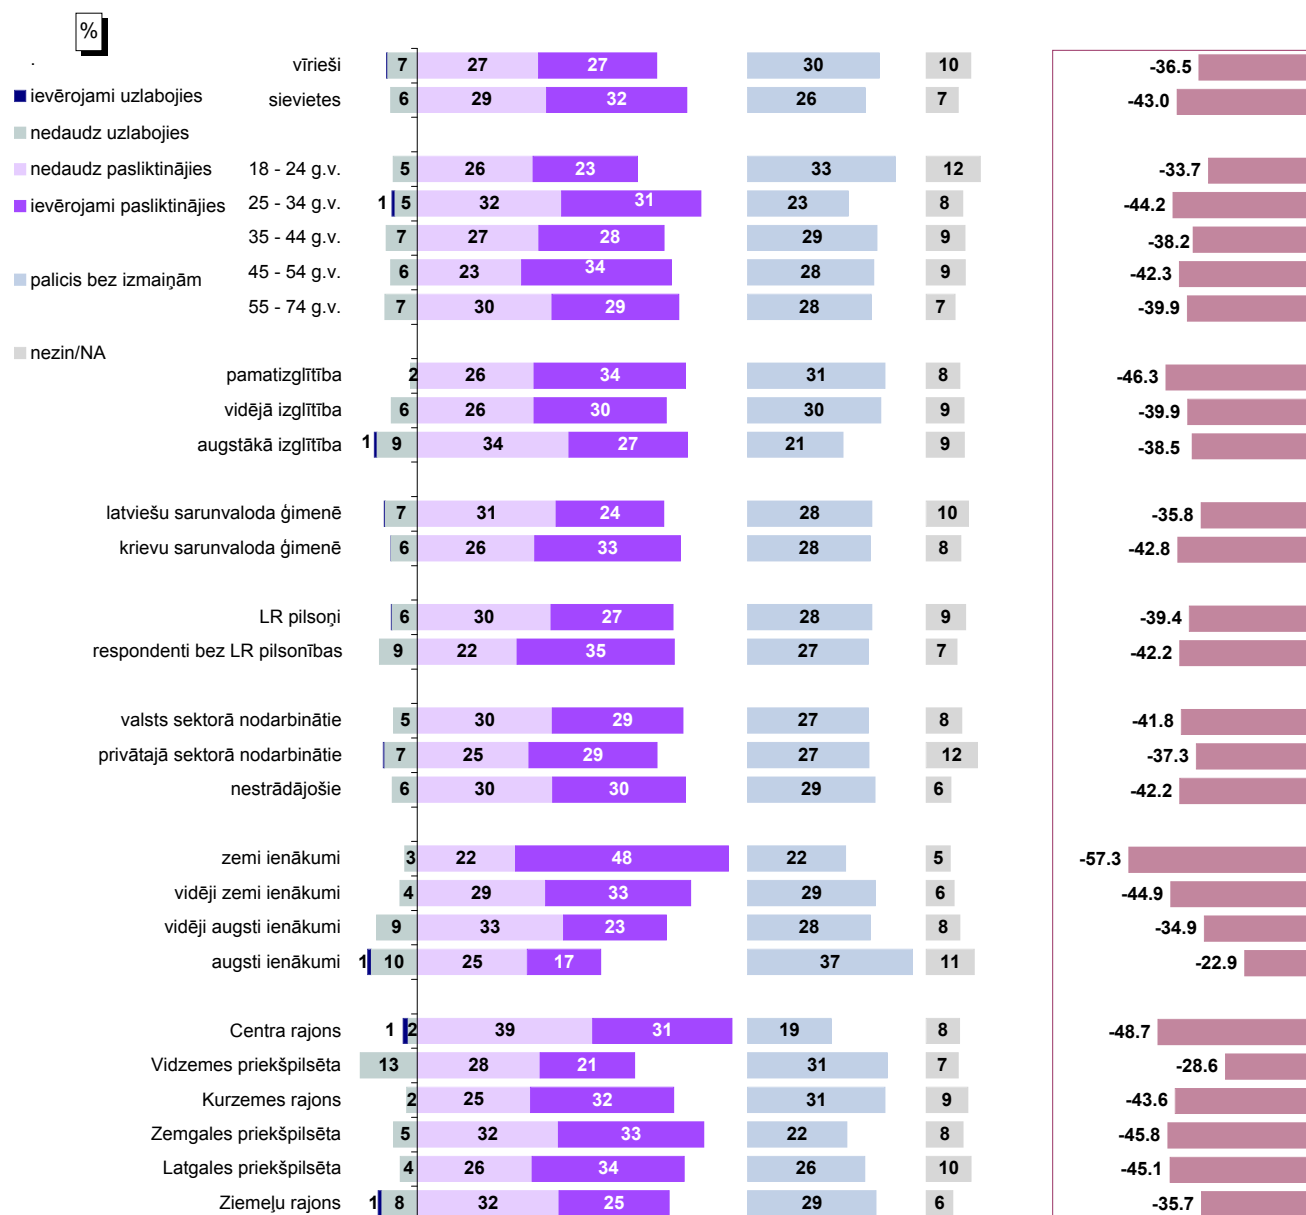 %
vīrieši 7 27 27 30 10 -36.5
ievērojami uzlabojies
sievietes 6 29 32 26 7 -43.0
nedaudz uzlabojies
nedaudz pasliktinājies
18 - 24 g.v. 5 26 23 33 12 -33.7
ievērojami pasliktinājies
25 - 34 g.v. 1 5 32 31 23 8 -44.2
35 - 44 g.v. 7 27 28 29 9 -38.2
palicis bez izmaiņām
45 - 54 g.v. 6 23 34 28 9 -42.3
55 - 74 g.v. 7 30 29 28 7 -39.9
nezin/NA
pamatizglītība 2 26 34 31 8 -46.3
vidējā izglītība 6 26 30 30 9 -39.9
augstākā izglītība 1 9 34 27 21 9 -38.5
latviešu sarunvaloda ģimenē 7 31 24 28 10 -35.8
krievu sarunvaloda ģimenē 6 26 33 28 8 -42.8
LR pilsoņi 6 30 27 28 9 -39.4
respondenti bez LR pilsonības 9 22 35 27 7 -42.2
valsts sektorā nodarbinātie 5 30 29 27 8 -41.8
privātajā sektorā nodarbinātie 7 25 29 27 12 -37.3
nestrādājošie 6 30 30 29 6 -42.2
zemi ienākumi 3 22 48 22 5 -57.3
vidēji zemi ienākumi 4 29 33 29 6 -44.9
vidēji augsti ienākumi 9 33 23 28 8 -34.9
augsti ienākumi 1 10 25 17 37 11 -22.9
Centra rajons 1 2 39 31 19 8 -48.7
Vidzemes priekšpilsēta 13 28 21 31 7 -28.6
Kurzemes rajons 2 25 32 31 9 -43.6
Zemgales priekšpilsēta 5 32 33 22 8 -45.8
Latgales priekšpilsēta 4 26 34 26 10 -45.1
Ziemeļu rajons 1 8 32 25 29 6 -35.7